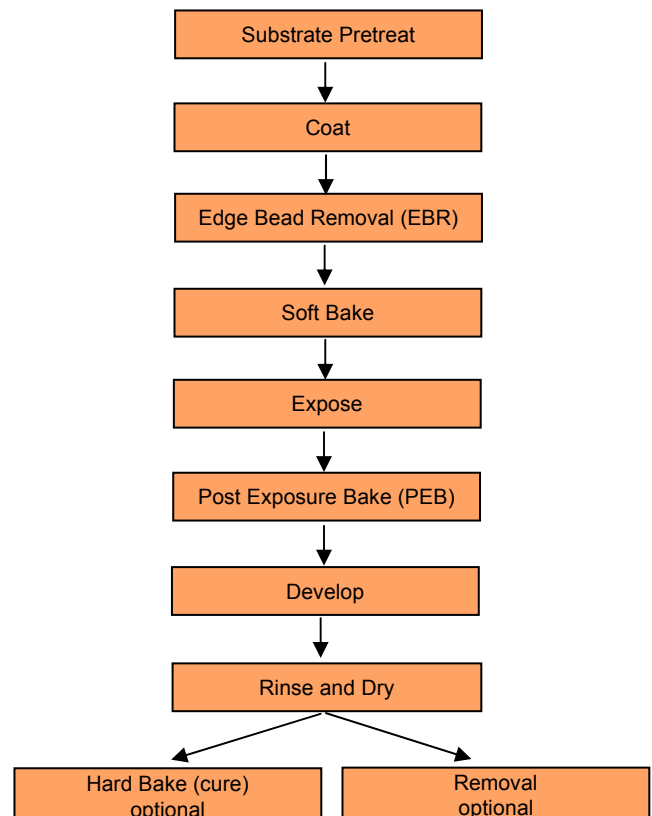 Substrate Pretreat
Coat
Edge Bead Removal (EBR)
Soft Bake
Expose
Post Exposure Bake (PEB)
Develop
Rinse and Dry
Hard Bake (cure)
optional
Removal
optional